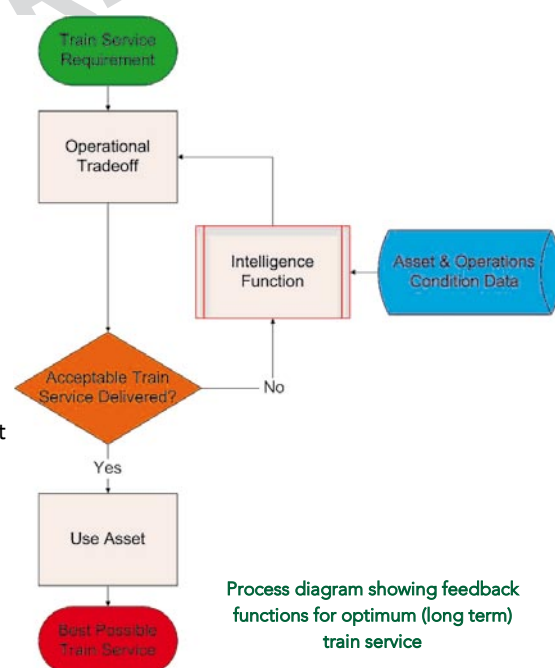 Train Service
Requirement
Operational
Tradeoff
Intelligence
Function
Asset & Operations
Condition Data
Acceptable Train
Service Delivered?
No
t
Yes
Use Asset
Process diagram showing feedback
functions for optimum (long term)
train service
Best Possible
Train Service